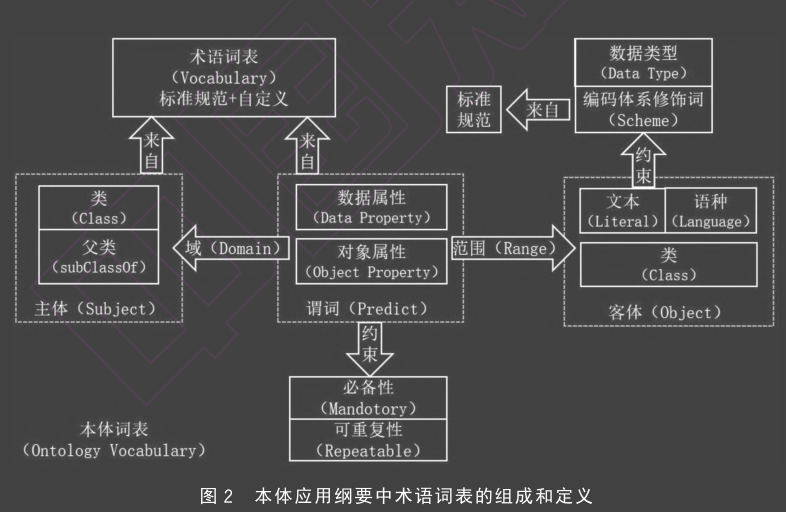 术语词表
(Vocabulary)
标准规范+自定义
数据类型
(Data Type)
编码体系修饰词
(Scheme)
标准
规范
来自
来自
来自
约束
类
(Class)
父类
(subClassOf)
主体(Subject)
域(Domain)
数据属性
(Data Property)
对象属性
(Object Property)
谓词(Predict)
范围(Range)
文本
(Literal)
语种
(Language)
类
(Class)
客体(Object)
约束
必备性
(Mandotory)
可重复性
(Repeatable)
本体词表
(Ontology Vocabulary)
图2 本体应用纲要中术语词表的组成和定义